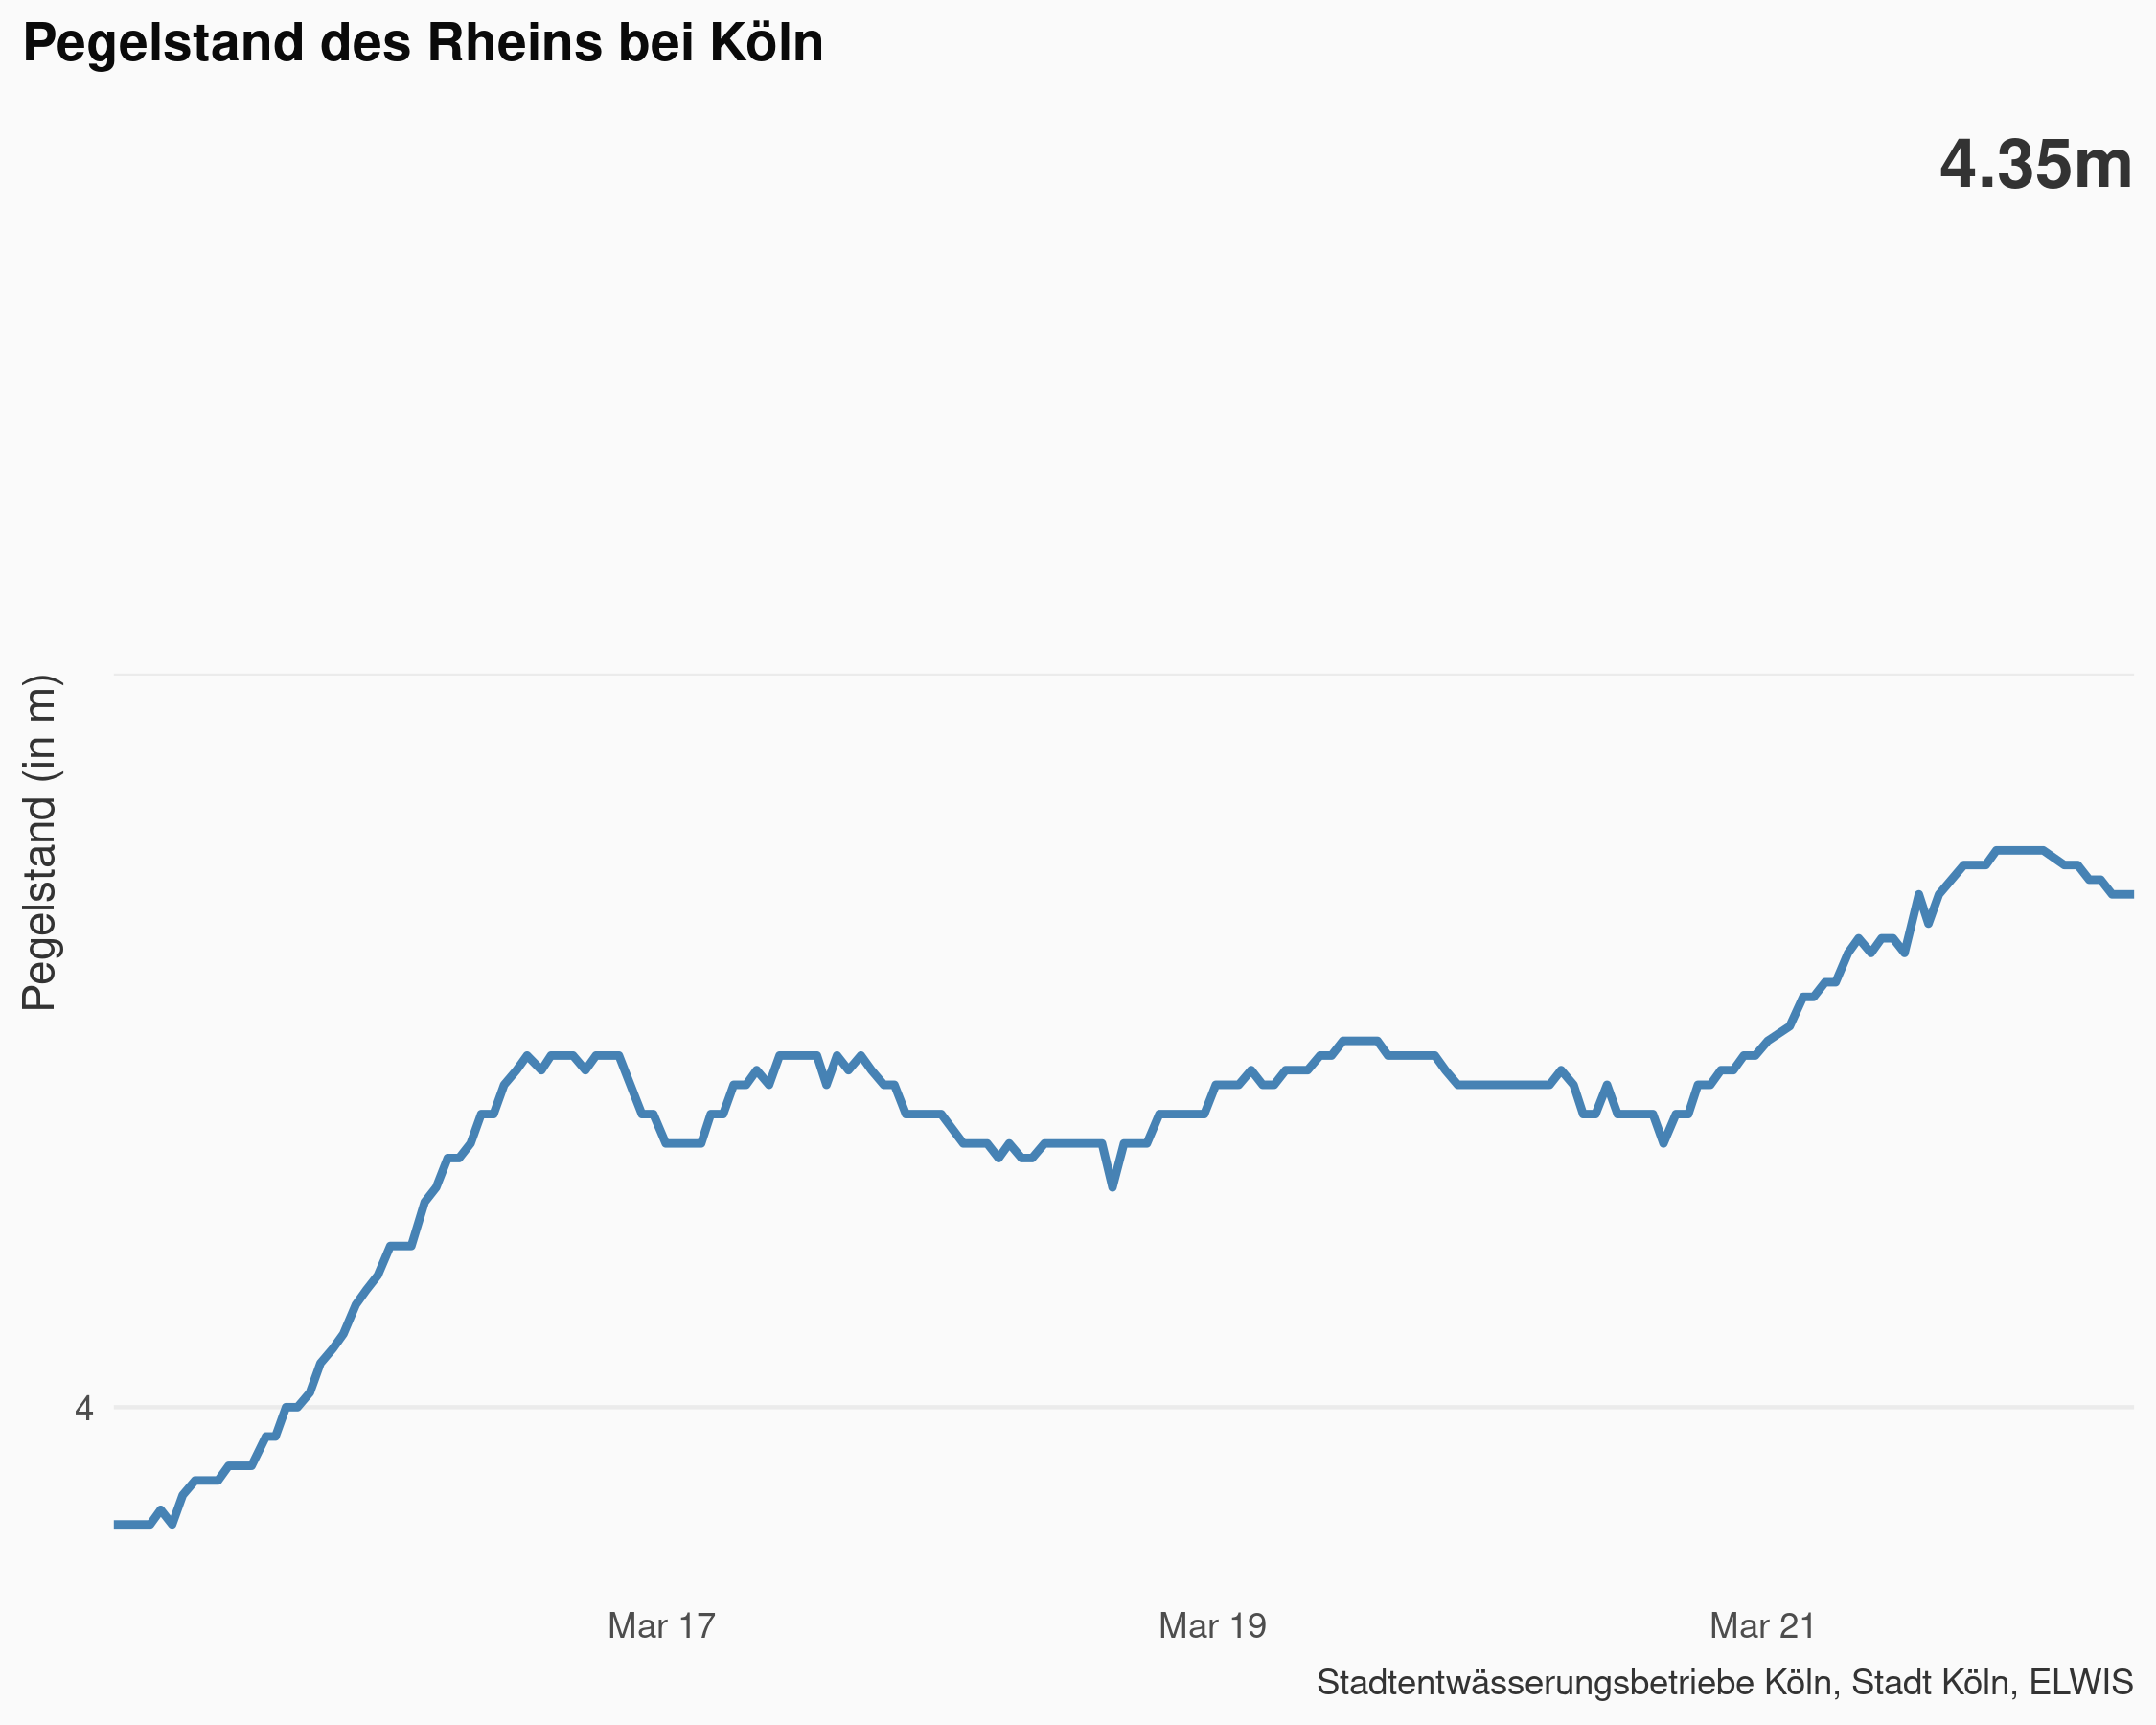 Pegelstand des Rheins bei Köln
4.35m
Pegelstand (in m)
4
Mar 17
Mar 19
Mar 21
Stadtentwässerungsbetriebe Köln, Stadt Köln, ELWIS